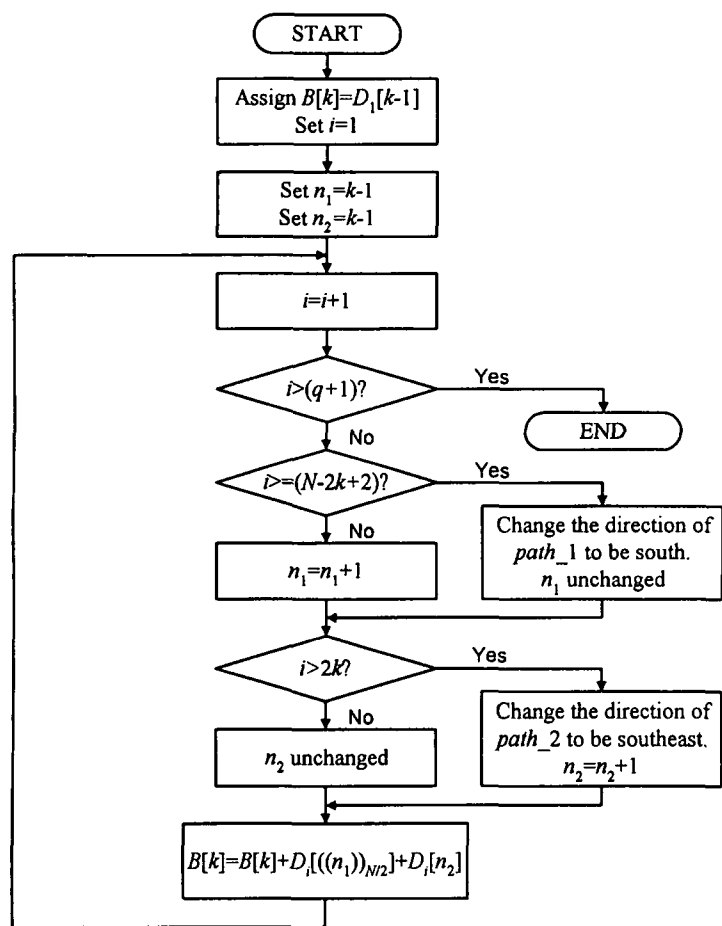 START
Assign B[k]=D₁[k-1]
Set i=1
Set n₁=k-1
Set n₂=k-1
i=i+1
i>(q+1)?
Yes
END
No
i>=(N-2k+2)?
Yes
Change the direction of
path_1 to be south.
n₁ unchanged
No
n₁=n₁+1
i>2k?
Yes
Change the direction of
path_2 to be southeast.
n₂=n₂+1
No
n₂ unchanged
B[k]=B[k]+Dᵢ[((n₁))_{N/2}]+Dᵢ[n₂]